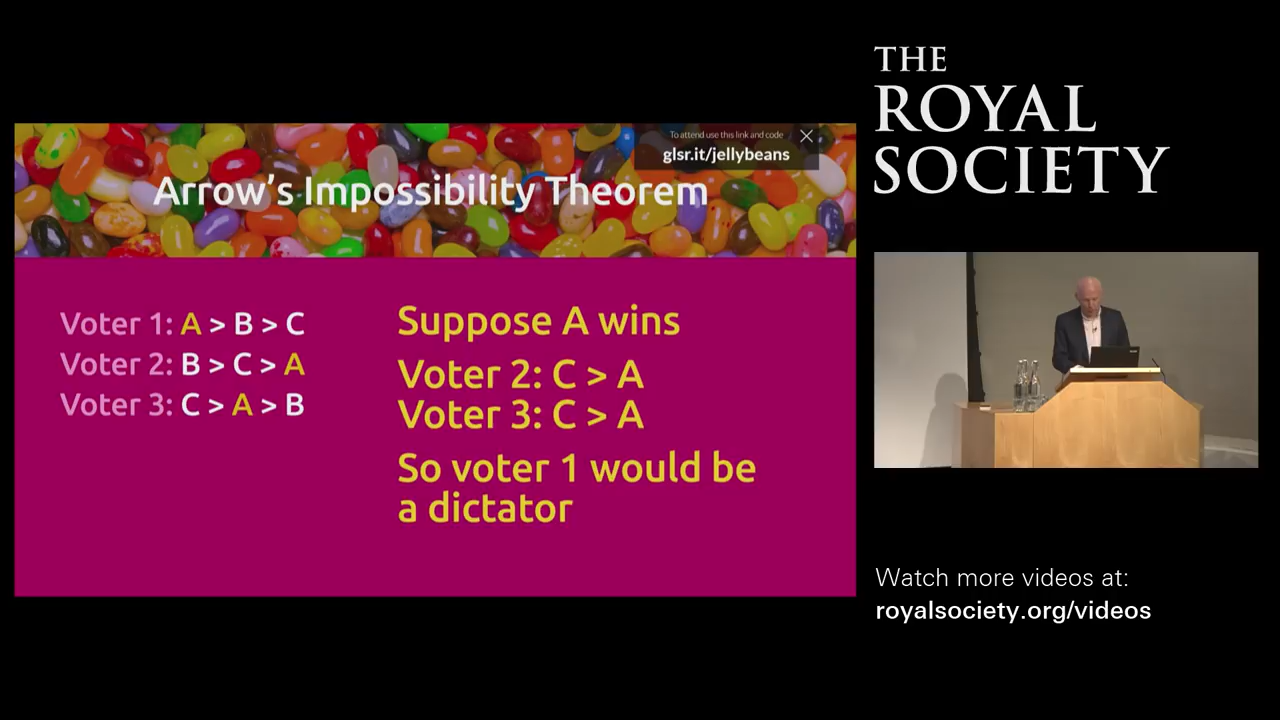 To attend use this link and code
glsr.it/jellybeans
Arrow's Impossibility Theorem
Voter 1: A > B > C
Voter 2: B > C > A
Voter 3: C > A > B
Suppose A wins
Voter 2: C > A
Voter 3: C > A
So voter 1 would be
a dictator
THE
ROYAL
SOCIETY
Watch more videos at:
royalsociety.org/videos